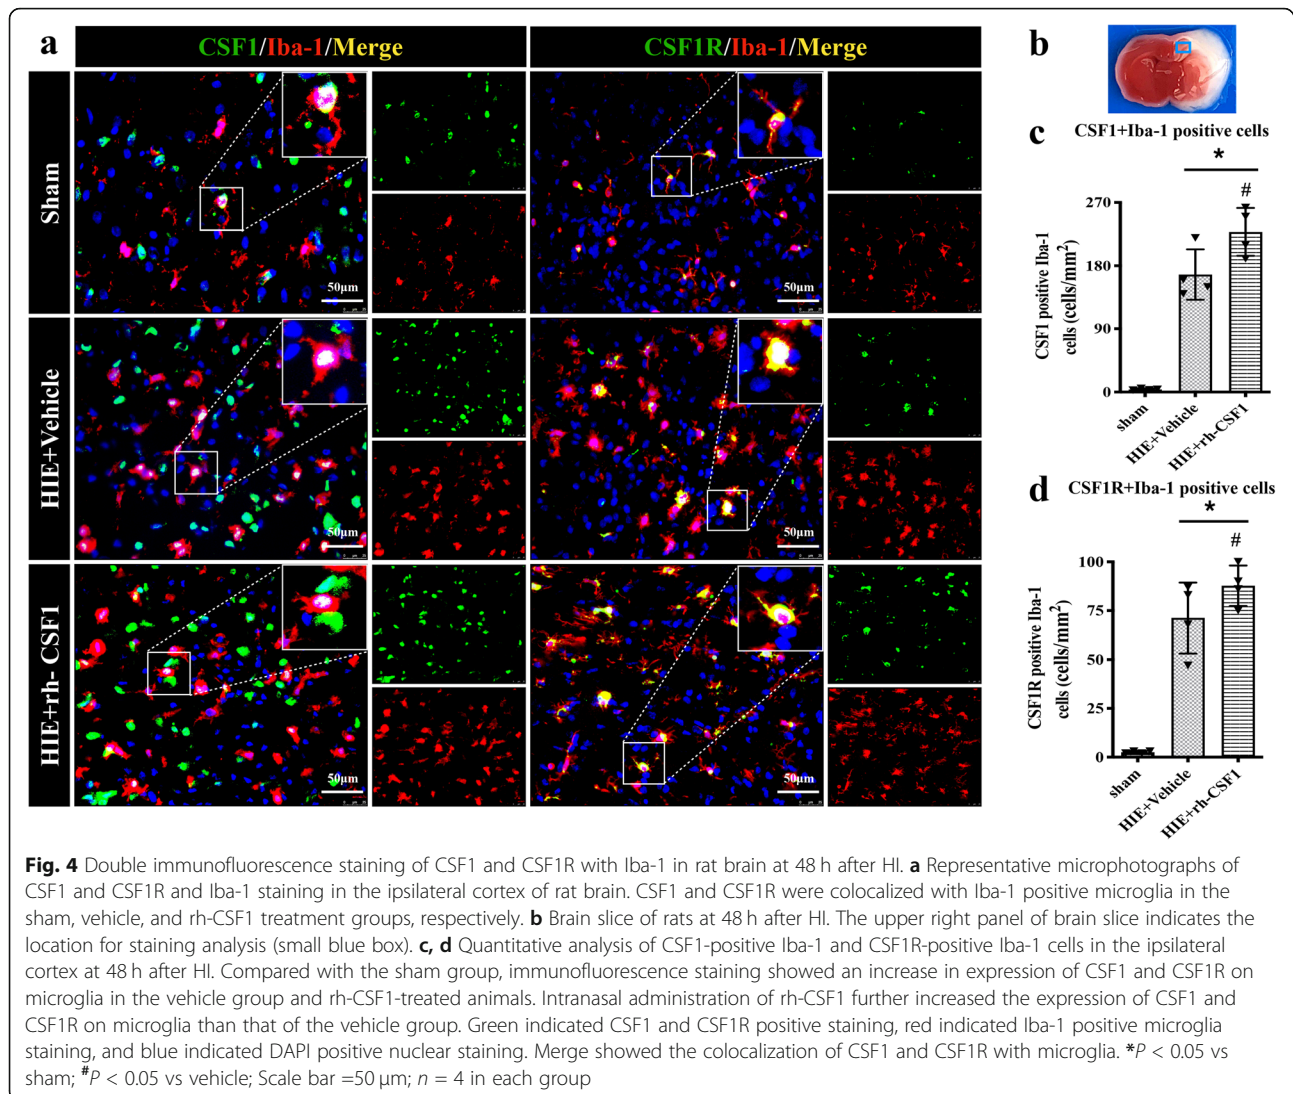 a
CSF1/Iba-1/Merge
CSF1R/Iba-1/Merge
Sham
50μm
50μm
HIE+Vehicle
50μm
50μm
HIE+rh- CSF1
50μm
50μm
b
c
CSF1+Iba-1 positive cells
*
#
CSF1 positive Iba-1
cells (cells/mm²)
270
180
90
0
sham
HIE+Vehicle
HIE+rh-CSF1
d
CSF1R+Iba-1 positive cells
*
#
CSF1R positive Iba-1
cells (cells/mm²)
100
75
50
25
0
sham
HIE+Vehicle
HIE+rh-CSF1
Fig. 4 Double immunofluorescence staining of CSF1 and CSF1R with Iba-1 in rat brain at 48 h after HI. a Representative microphotographs of
CSF1 and CSF1R and Iba-1 staining in the ipsilateral cortex of rat brain. CSF1 and CSF1R were colocalized with Iba-1 positive microglia in the
sham, vehicle, and rh-CSF1 treatment groups, respectively. b Brain slice of rats at 48 h after HI. The upper right panel of brain slice indicates the
location for staining analysis (small blue box). c, d Quantitative analysis of CSF1-positive Iba-1 and CSF1R-positive Iba-1 cells in the ipsilateral
cortex at 48 h after HI. Compared with the sham group, immunofluorescence staining showed an increase in expression of CSF1 and CSF1R on
microglia in the vehicle group and rh-CSF1-treated animals. Intranasal administration of rh-CSF1 further increased the expression of CSF1 and
CSF1R on microglia than that of the vehicle group. Green indicated CSF1 and CSF1R positive staining, red indicated Iba-1 positive microglia
staining, and blue indicated DAPI positive nuclear staining. Merge showed the colocalization of CSF1 and CSF1R with microglia. *P < 0.05 vs
sham; #P < 0.05 vs vehicle; Scale bar =50 μm; n = 4 in each group